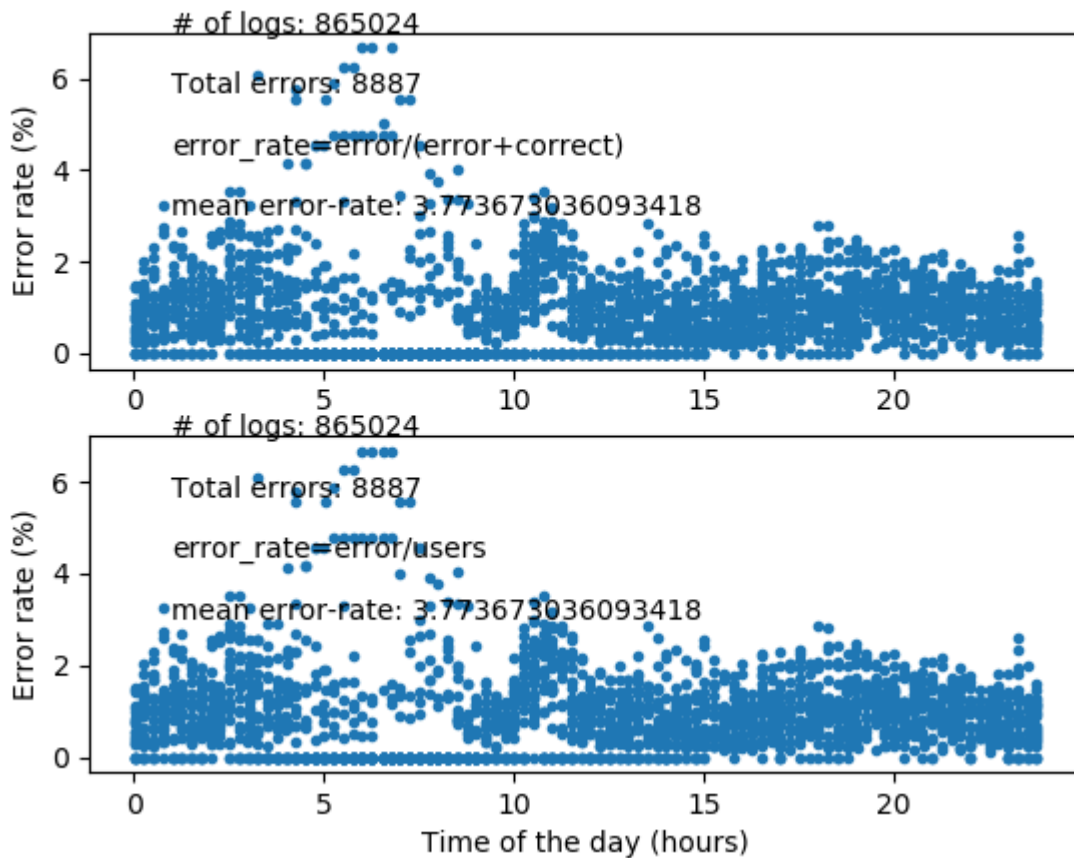 # of logs: 865024
6
Total errors: 8887
error_rate=error/(error+correct)
4
mean error-rate: 3.773673036093418
2
0
Error rate (%)
0 5 10 15 20
# of logs: 865024
6
Total errors: 8887
error_rate=error/users
4
mean error-rate: 3.773673036093418
2
0
Error rate (%)
0 5 10 15 20
Time of the day (hours)